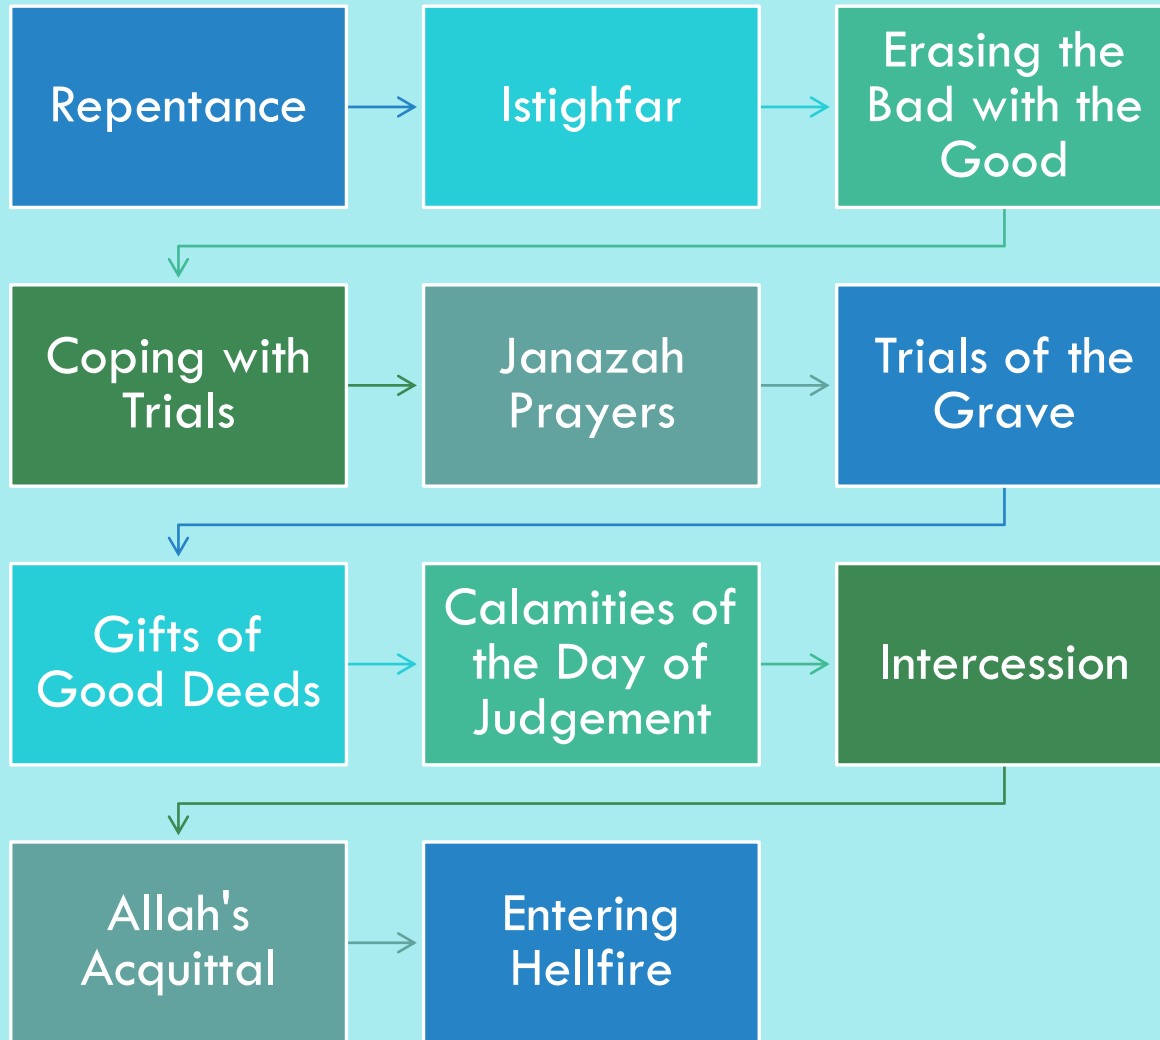 Repentance
Istighfar
Erasing the
Bad with the
Good
Coping with
Trials
Janazah
Prayers
Trials of the
Grave
Gifts of
Good Deeds
Calamities of
the Day of
Judgement
Intercession
Allah's
Acquittal
Entering
Hellfire